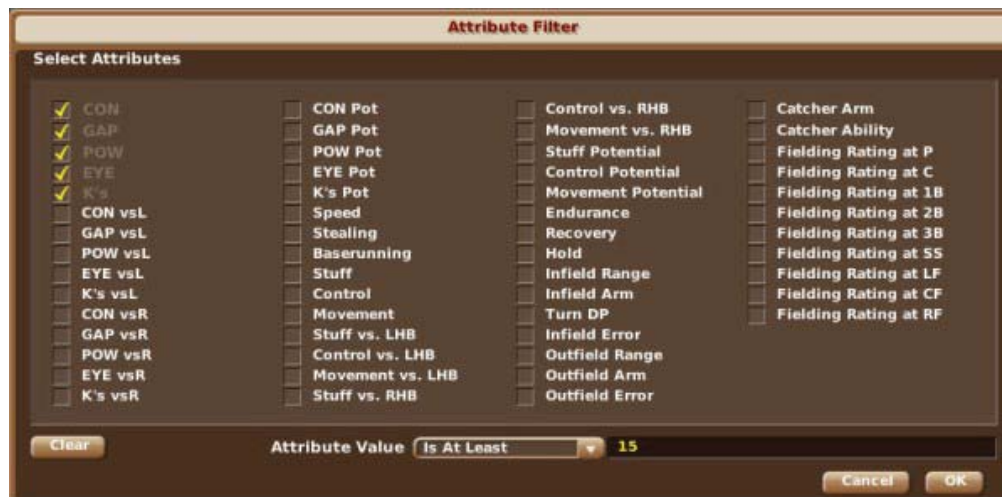 Attribute Filter
Select Attributes
CON
GAP
POW
EYE
K's
CON vsL
GAP vsL
POW vsL
EYE vsL
K's vsL
CON vsR
GAP vsR
POW vsR
EYE vsR
K's vsR
CON Pot
GAP Pot
POW Pot
EYE Pot
K's Pot
Speed
Stealing
Baserunning
Stuff
Control
Movement
Stuff vs. LHB
Control vs. LHB
Movement vs. LHB
Stuff vs. RHB
Control vs. RHB
Movement vs. RHB
Stuff Potential
Control Potential
Movement Potential
Endurance
Recovery
Hold
Infield Range
Infield Arm
Turn DP
Infield Error
Outfield Range
Outfield Arm
Outfield Error
Catcher Arm
Catcher Ability
Fielding Rating at P
Fielding Rating at C
Fielding Rating at 1B
Fielding Rating at 2B
Fielding Rating at 3B
Fielding Rating at SS
Fielding Rating at LF
Fielding Rating at CF
Fielding Rating at RF
Clear
Attribute Value Is At Least 15
Cancel OK